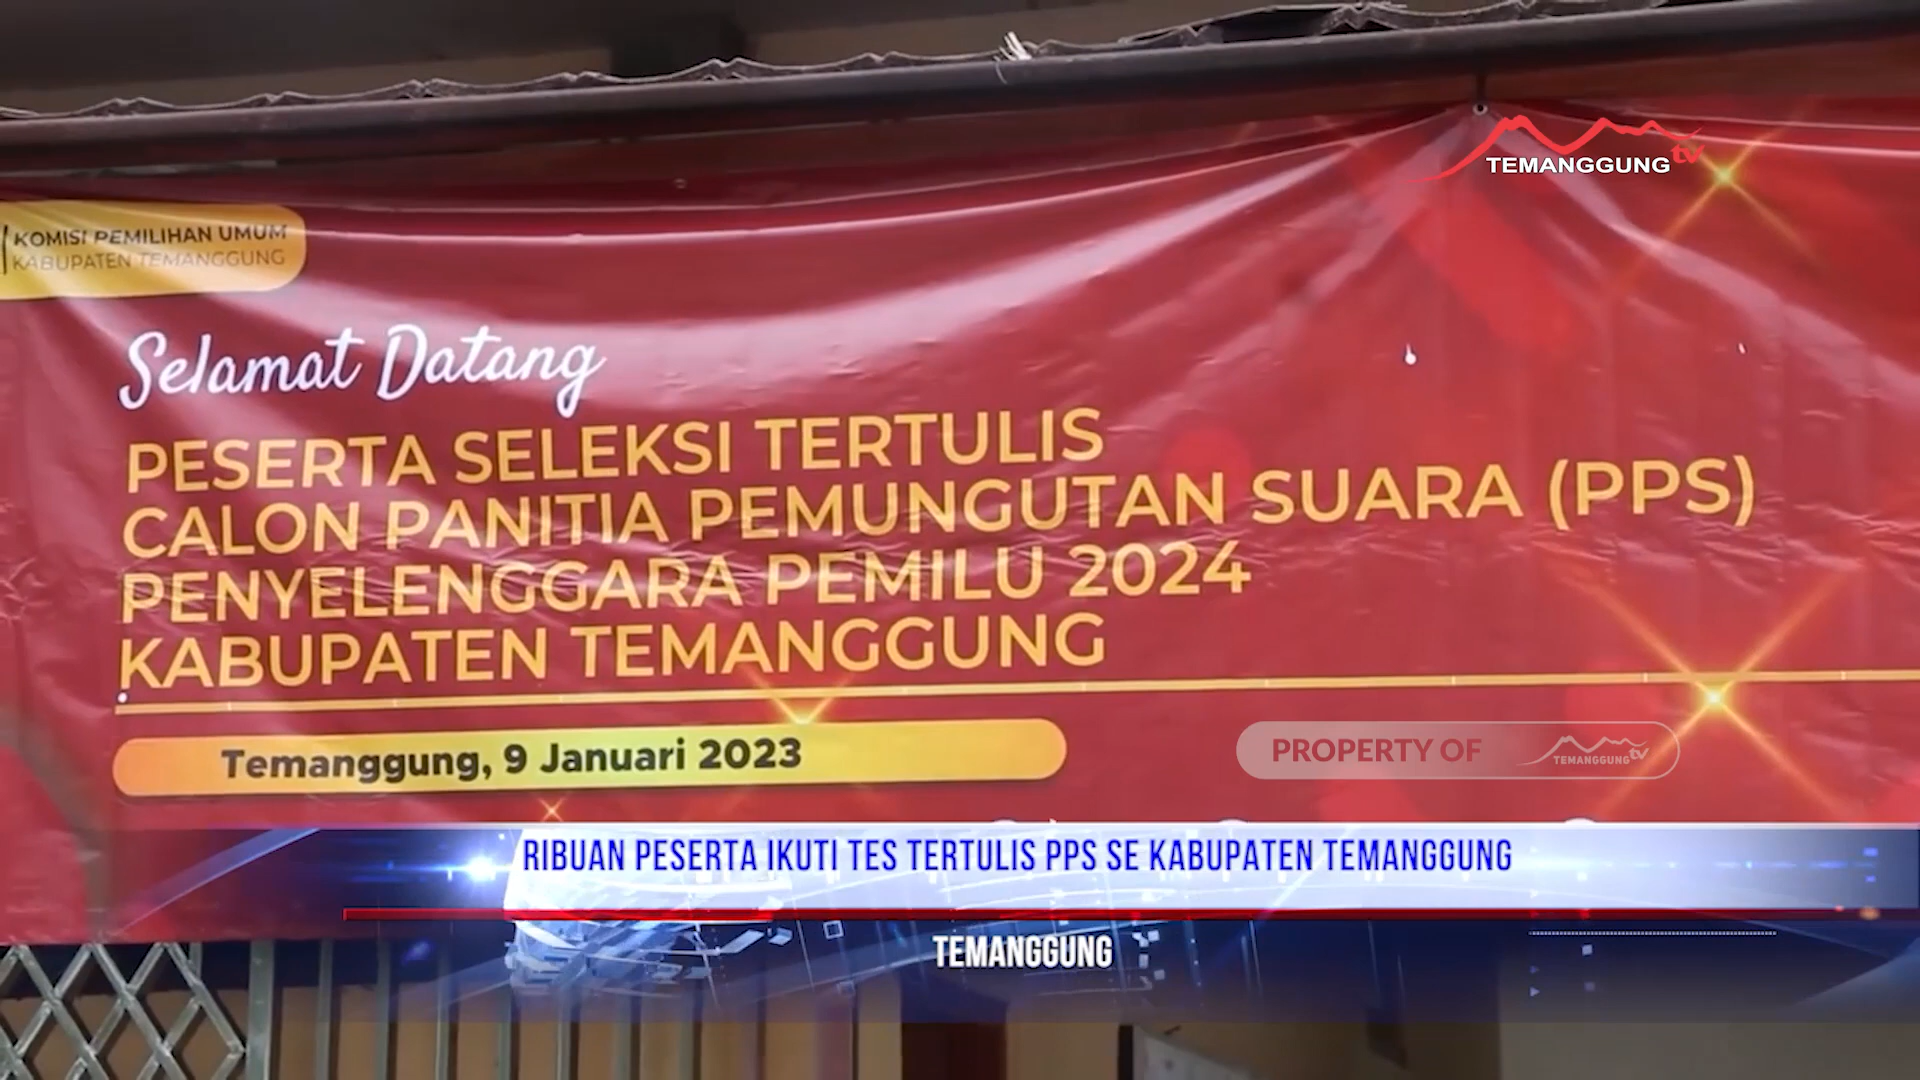 TEMANGGUNG tv
KOMISI PEMILIHAN UMUM
KABUPATEN TEMANGGUNG
Selamat Datang
PESERTA SELEKSI TERTULIS
CALON PANITIA PEMUNGUTAN SUARA (PPS)
PENYELENGGARA PEMILU 2024
KABUPATEN TEMANGGUNG
Temanggung, 9 Januari 2023
PROPERTY OF TEMANGGUNG tv
RIBUAN PESERTA IKUTI TES TERTULIS PPS SE KABUPATEN TEMANGGUNG
TEMANGGUNG